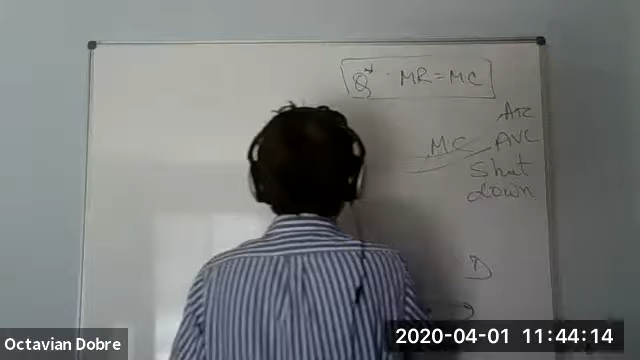 Q* - MR = MC
ATC
MC AVC
Shut
down
D
Octavian Dobre
2020-04-01 11:44:14